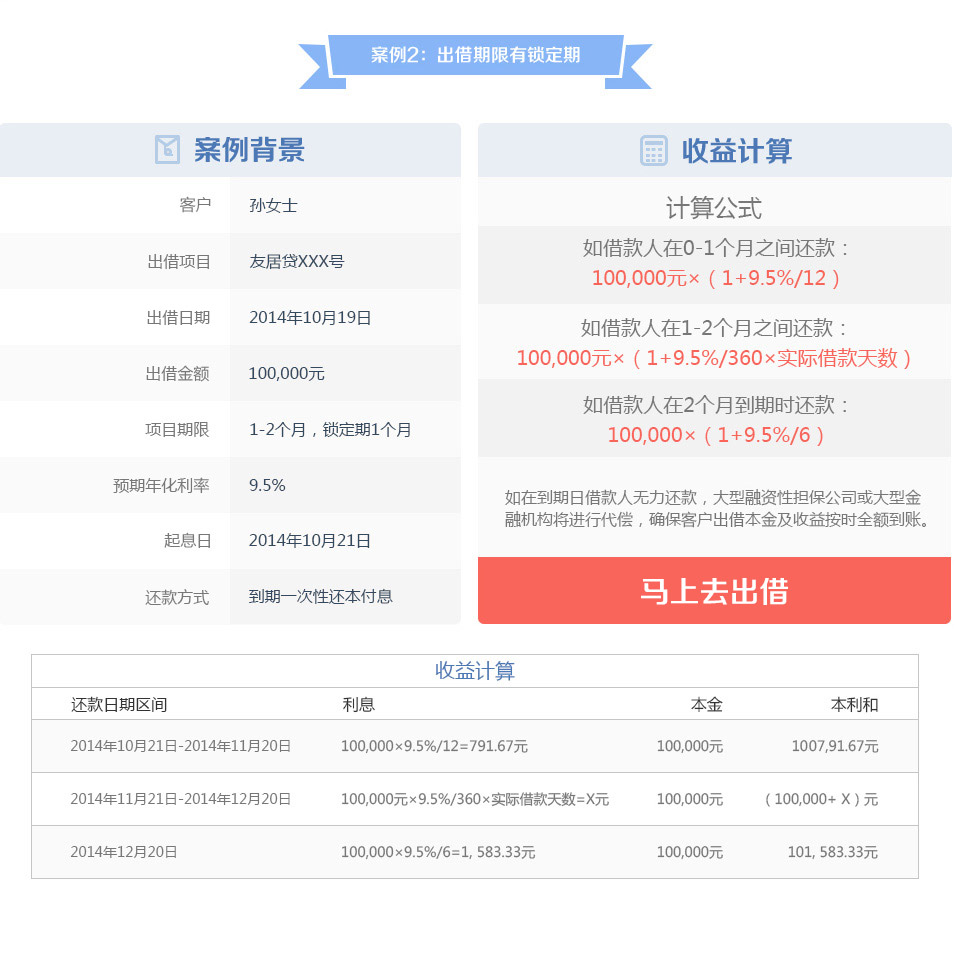 案例2：出借期限有锁定期
案例背景
客户 孙女士
出借项目 友居贷XXX号
出借日期 2014年10月19日
出借金额 100,000元
项目期限 1-2个月，锁定期1个月
预期年化利率 9.5%
起息日 2014年10月21日
还款方式 到期一次性还本付息
收益计算
计算公式
如借款人在0-1个月之间还款：
100,000元×（1+9.5%/12）
如借款人在1-2个月之间还款：
100,000元×（1+9.5%/360×实际借款天数）
如借款人在2个月到期时还款：
100,000×（1+9.5%/6）
如在到期日借款人无力还款，大型融资性担保公司或大型金
融机构将进行代偿，确保客户出借本金及收益按时全额到账。
马上去出借
收益计算
还款日期区间 利息 本金 本利和
2014年10月21日-2014年11月20日 100,000×9.5%/12=791.67元 100,000元 1007,91.67元
2014年11月21日-2014年12月20日 100,000元×9.5%/360×实际借款天数=X元 100,000元 （100,000+ X）元
2014年12月20日 100,000×9.5%/6=1, 583.33元 100,000元 101, 583.33元